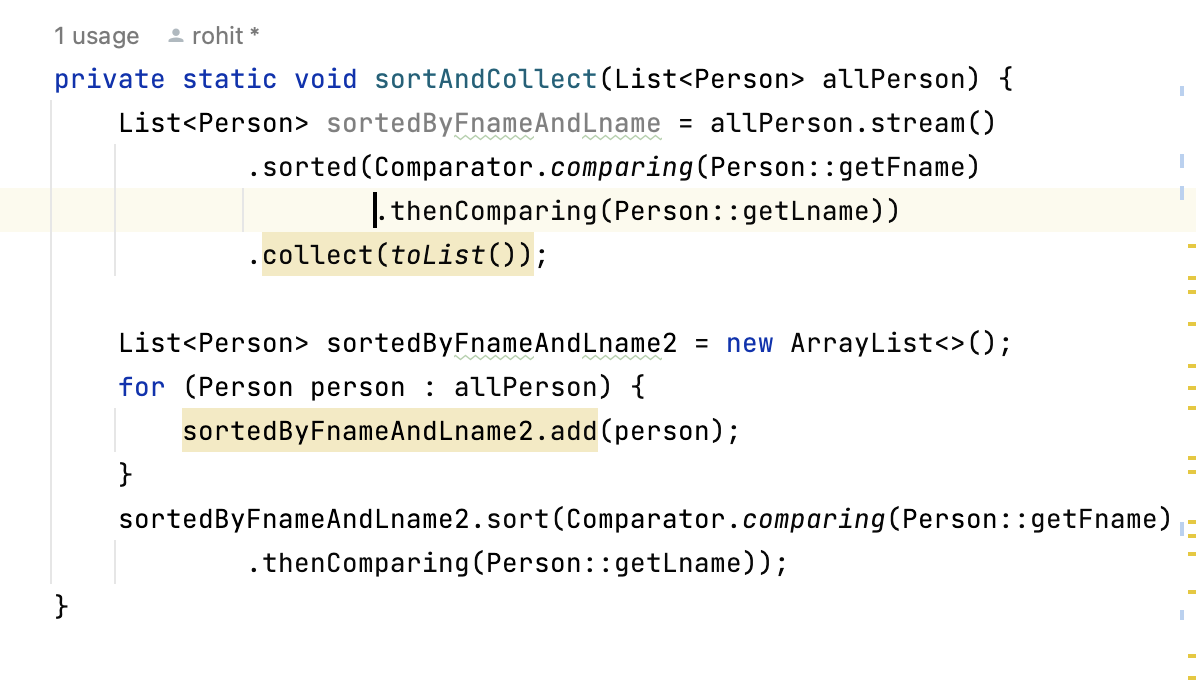 1 usage rohit *
private static void sortAndCollect(List<Person> allPerson) {
    List<Person> sortedByFnameAndLname = allPerson.stream()
            .sorted(Comparator.comparing(Person::getFname)
                    .thenComparing(Person::getLname))
            .collect(toList());

    List<Person> sortedByFnameAndLname2 = new ArrayList<>();
    for (Person person : allPerson) {
        sortedByFnameAndLname2.add(person);
    }
    sortedByFnameAndLname2.sort(Comparator.comparing(Person::getFname)
            .thenComparing(Person::getLname));
}